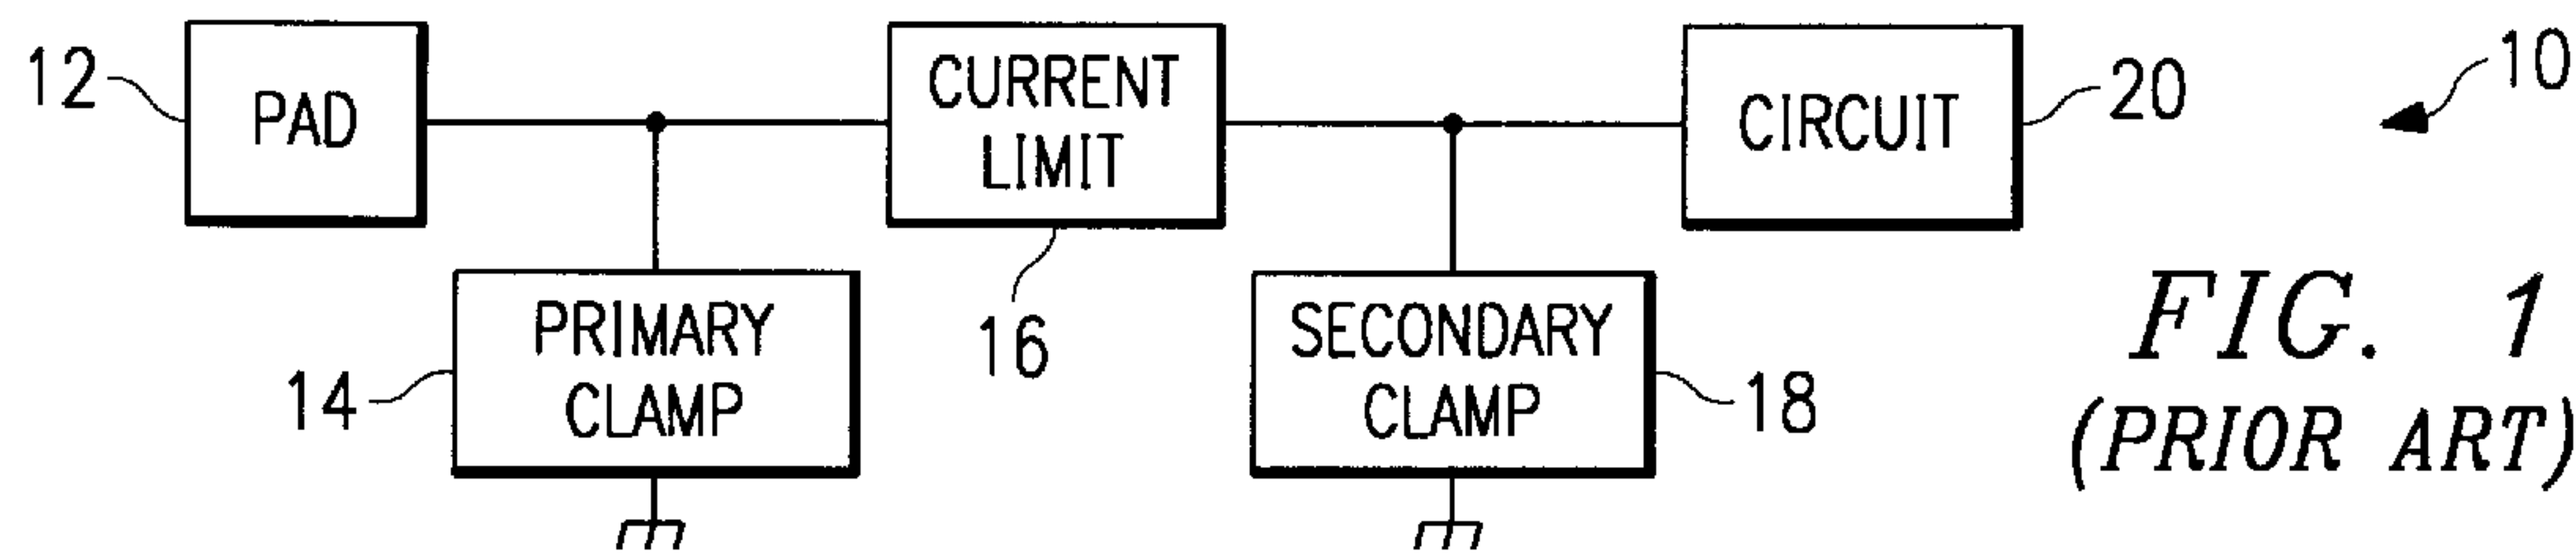 12
PAD
CURRENT
LIMIT
CIRCUIT
20
10
PRIMARY
CLAMP
14
16
SECONDARY
CLAMP
18
FIG. 1
(PRIOR ART)